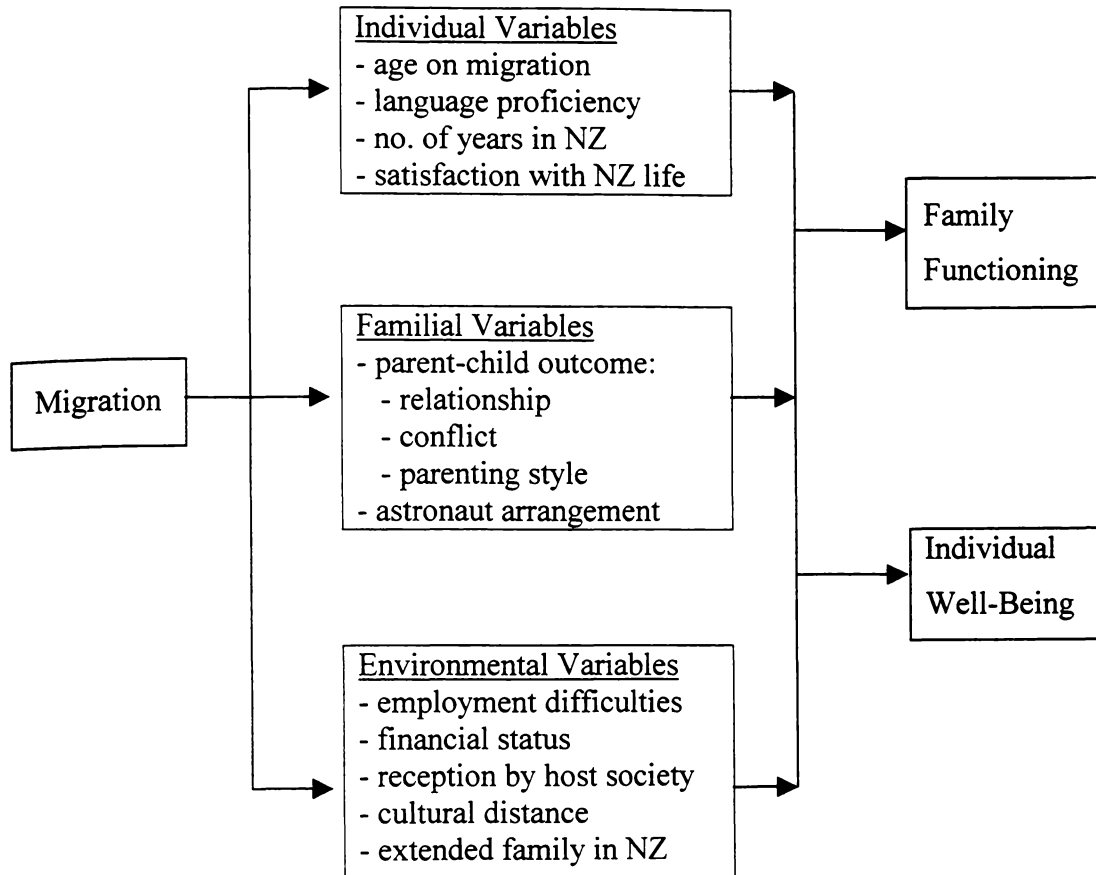 Individual Variables
- age on migration
- language proficiency
- no. of years in NZ
- satisfaction with NZ life
Family
Functioning
Familial Variables
- parent-child outcome:
- relationship
- conflict
- parenting style
- astronaut arrangement
Migration
Individual
Well-Being
Environmental Variables
- employment difficulties
- financial status
- reception by host society
- cultural distance
- extended family in NZ